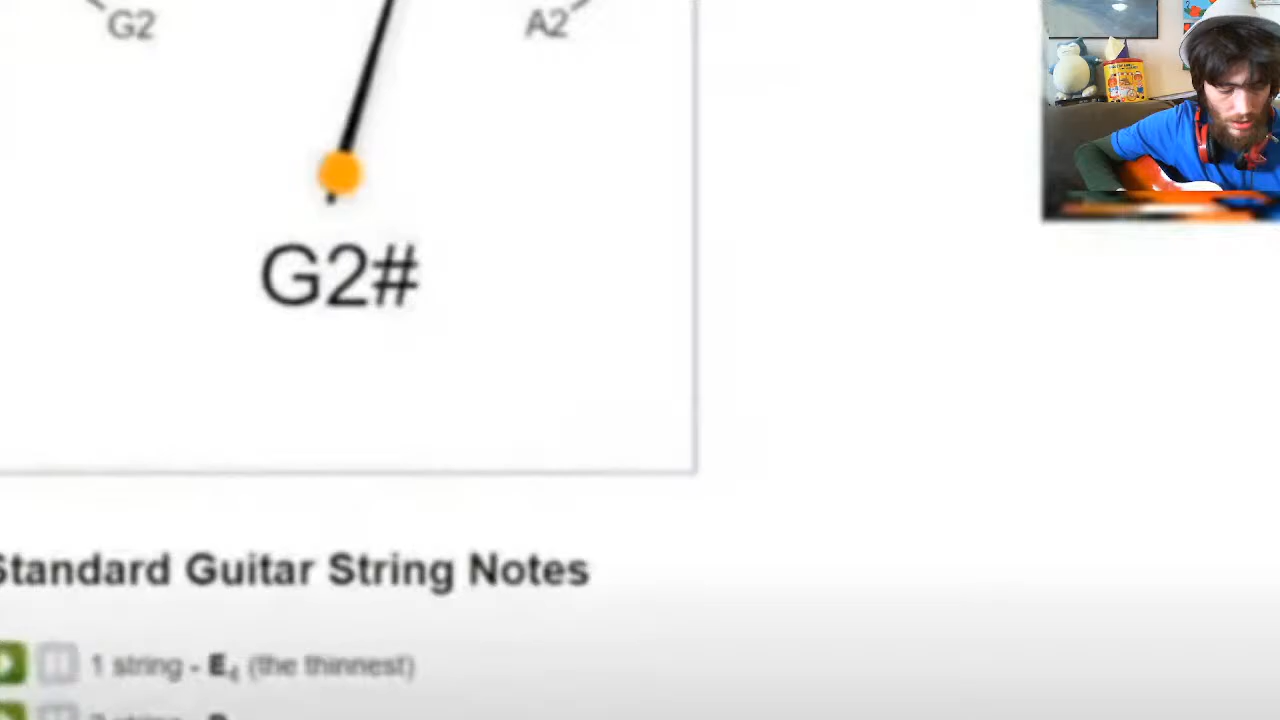 G2 A2
G2#
Standard Guitar String Notes
1 string - E4 (the thinnest)